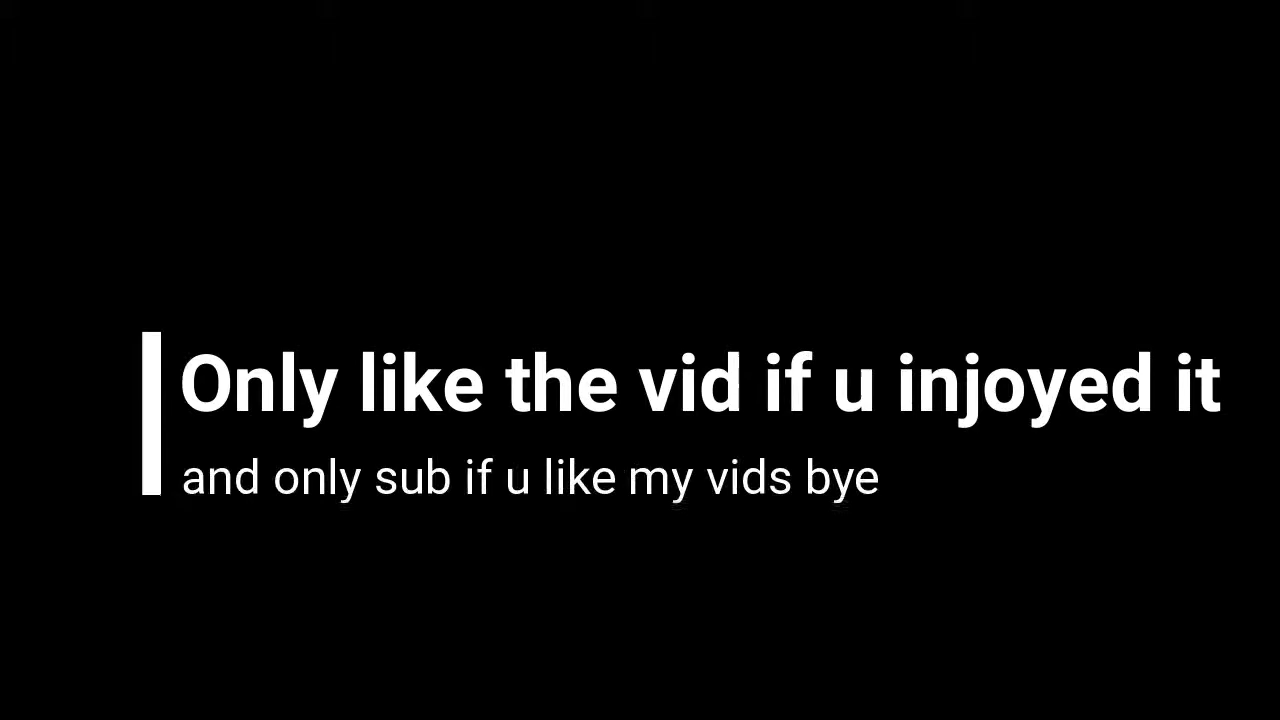 Only like the vid if u injoyed it
and only sub if u like my vids bye